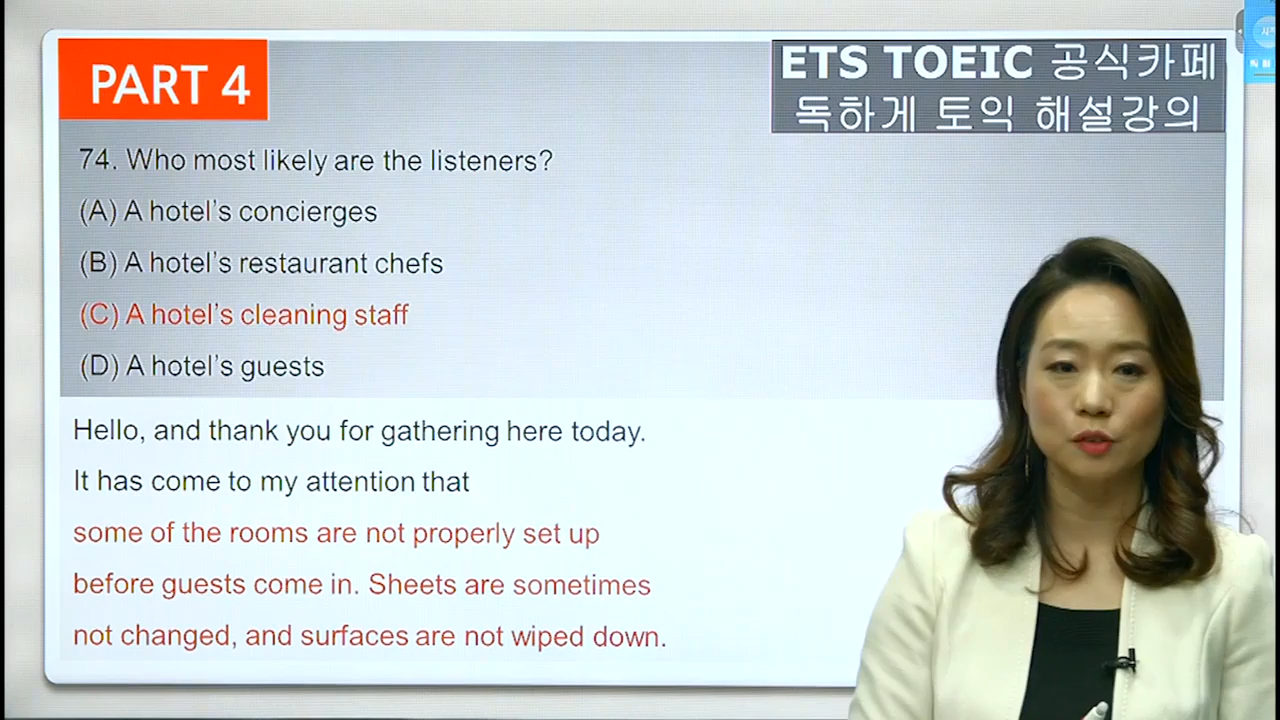 PART 4
ETS TOEIC 공식카페
독하게 토익 해설강의
74. Who most likely are the listeners?
(A) A hotel's concierges
(B) A hotel's restaurant chefs
(C) A hotel's cleaning staff
(D) A hotel's guests
Hello, and thank you for gathering here today.
It has come to my attention that
some of the rooms are not properly set up
before guests come in. Sheets are sometimes
not changed, and surfaces are not wiped down.